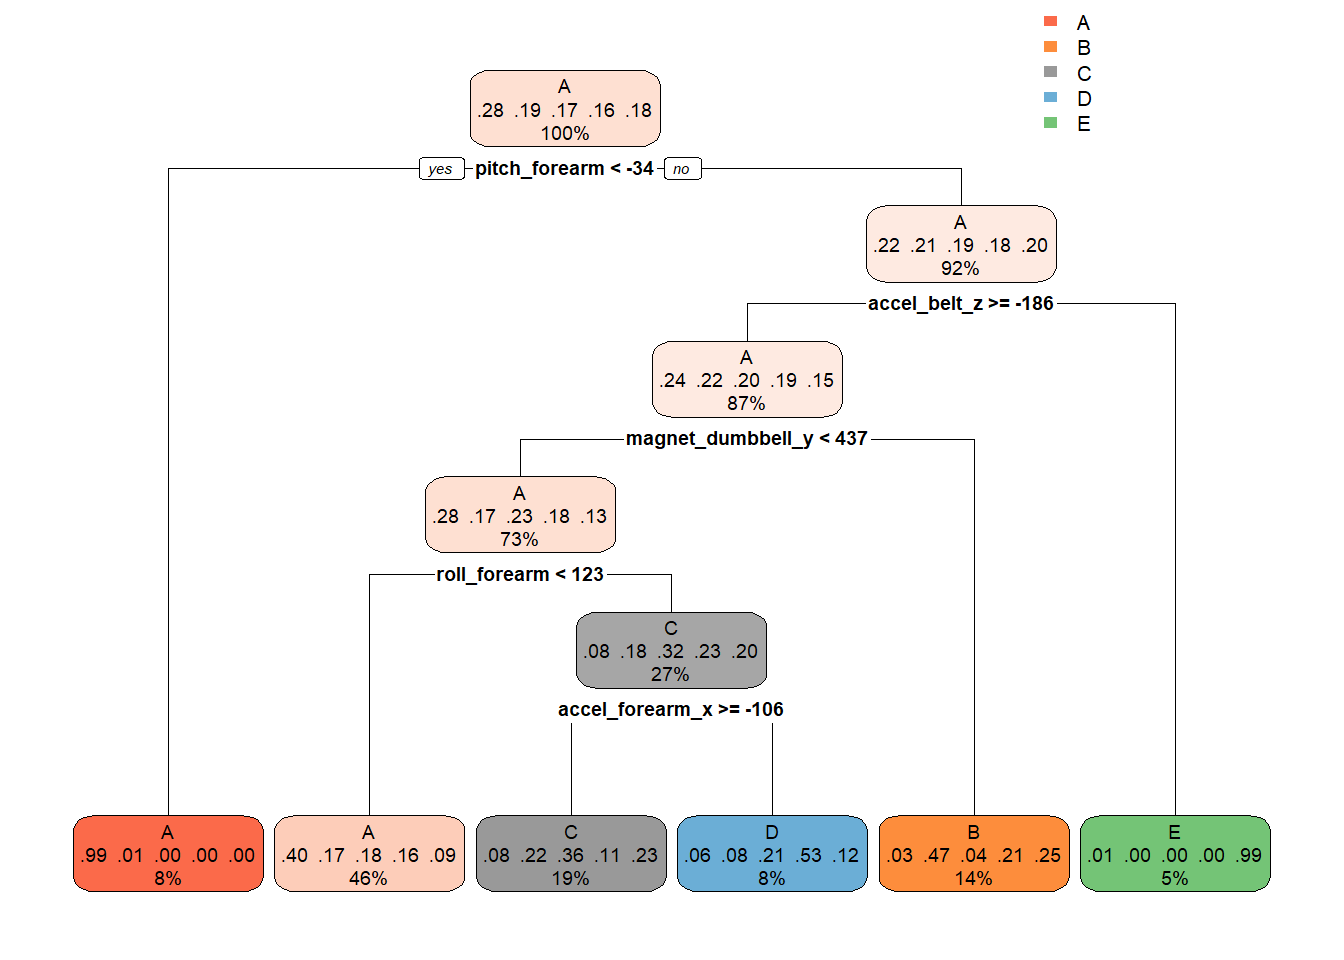 A
B
C
D
E
A
.28 .19 .17 .16 .18
100%
yes pitch_forearm < -34 no
A
.22 .21 .19 .18 .20
92%
accel_belt_z >= -186
A
.24 .22 .20 .19 .15
87%
magnet_dumbbell_y < 437
A
.28 .17 .23 .18 .13
73%
roll_forearm < 123
C
.08 .18 .32 .23 .20
27%
accel_forearm_x >= -106
A
.99 .01 .00 .00 .00
8%
A
.40 .17 .18 .16 .09
46%
C
.08 .22 .36 .11 .23
19%
D
.06 .08 .21 .53 .12
8%
B
.03 .47 .04 .21 .25
14%
E
.01 .00 .00 .00 .99
5%